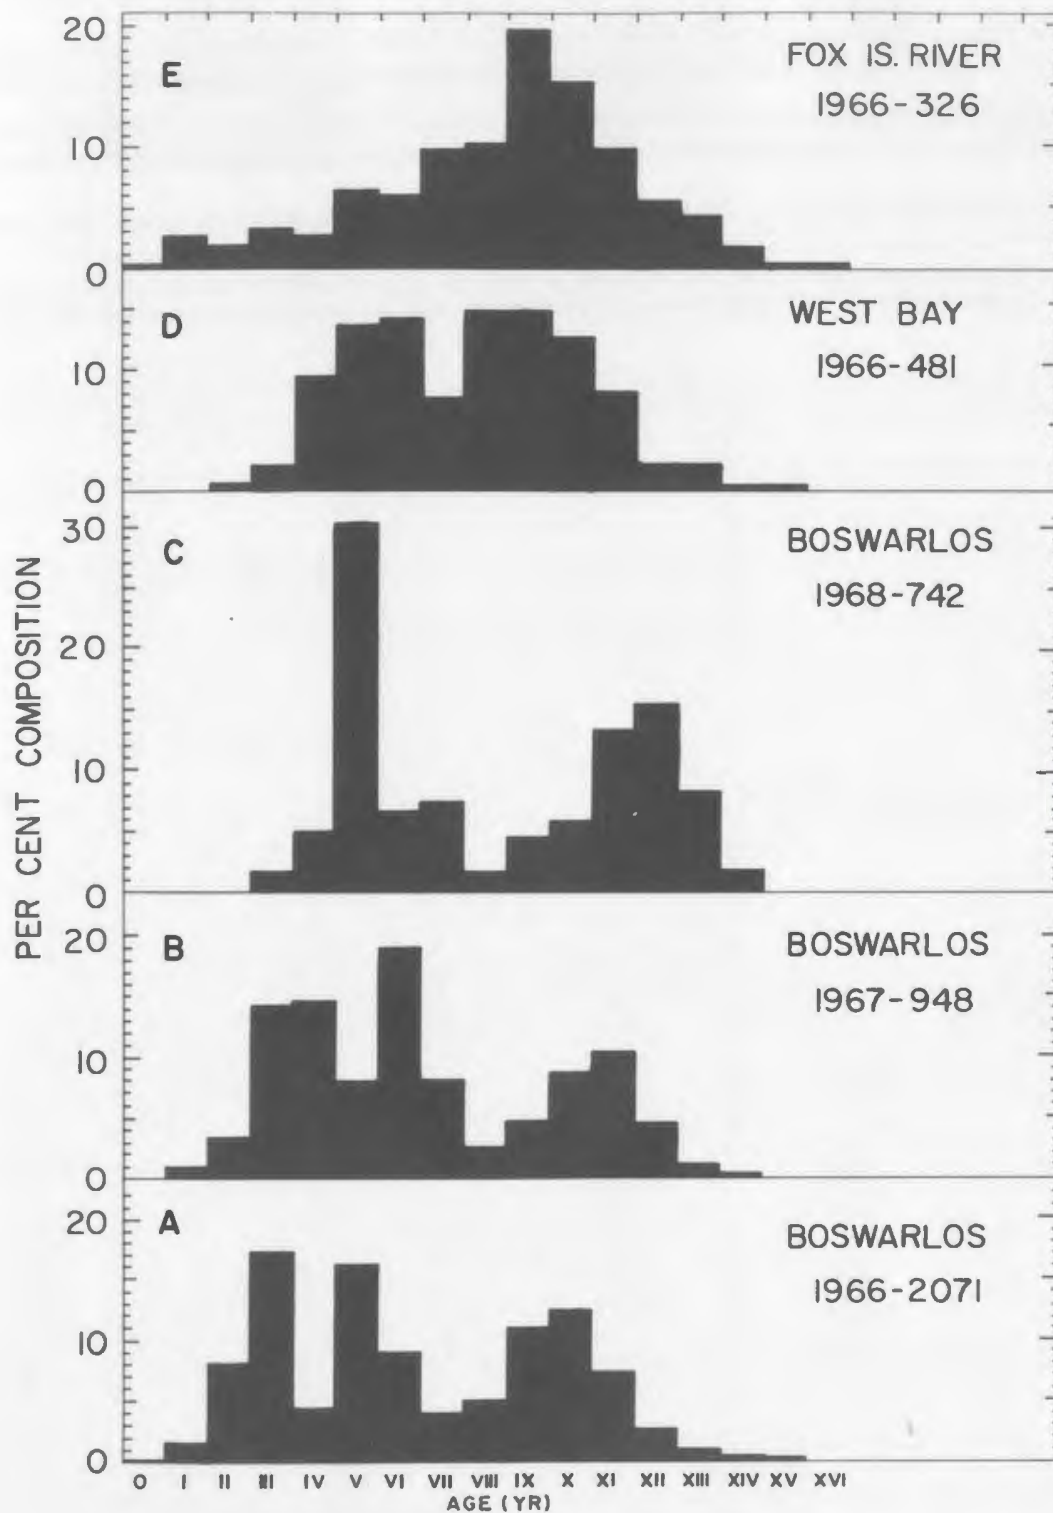 20
10
0
E
FOX IS. RIVER
1966-326
10
0
D
WEST BAY
1966-481
30
20
10
0
C
BOSWARLOS
1968-742
20
10
0
B
BOSWARLOS
1967-948
20
10
0
A
BOSWARLOS
1966-2071
PER CENT COMPOSITION
O I II III IV V VI VII VIII IX X XI XII XIII XIV XV XVI
AGE (YR)